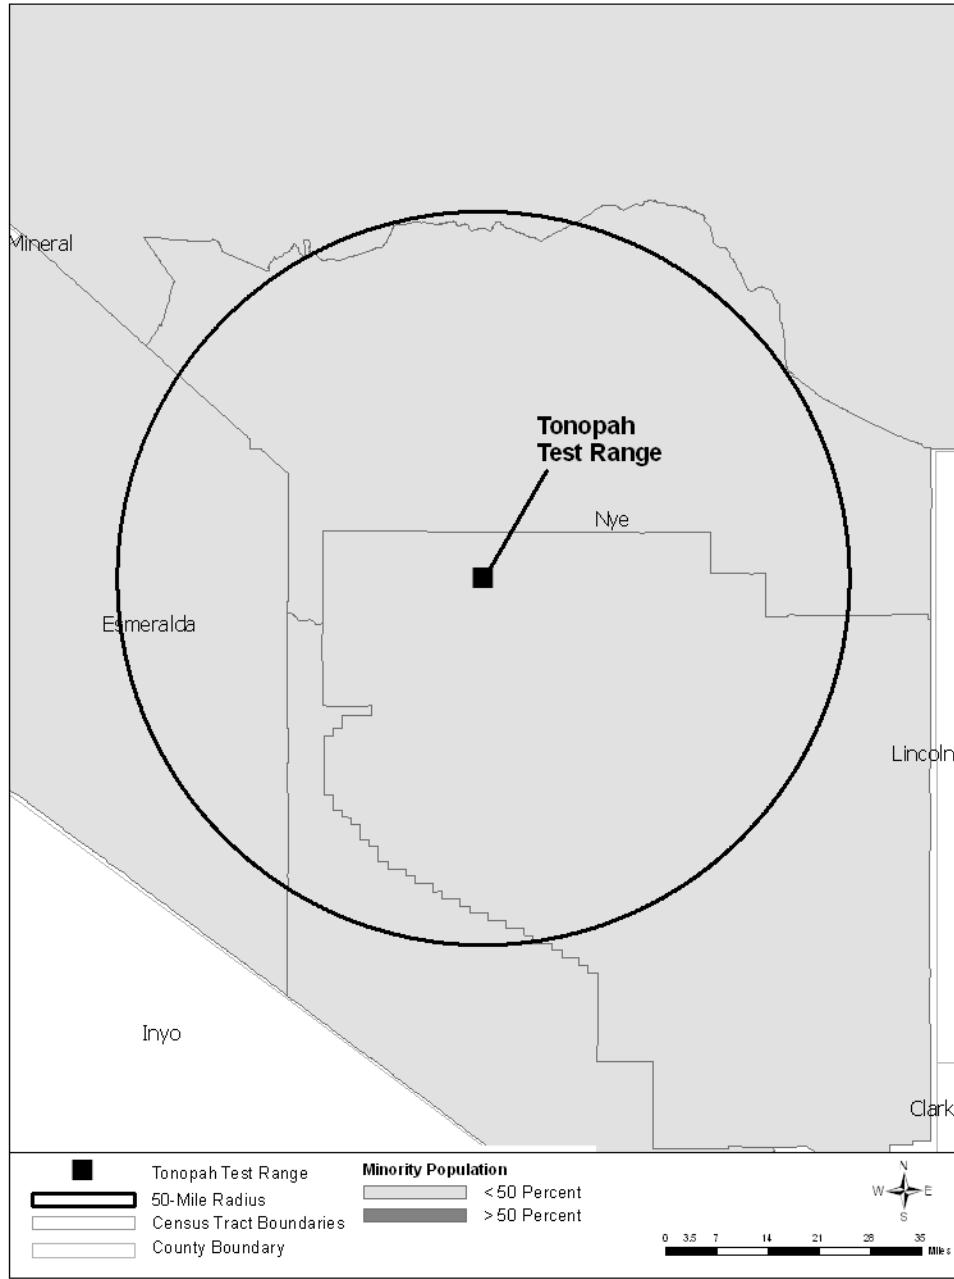 Mineral
Tonopah
Test Range
Nye
Esmeralda
Lincoln
Inyo
Clark
Tonopah Test Range
50-Mile Radius
Census Tract Boundaries
County Boundary
Minority Population
< 50 Percent
> 50 Percent
N
W E
S
0 3.5 7 14 21 28 35
Miles